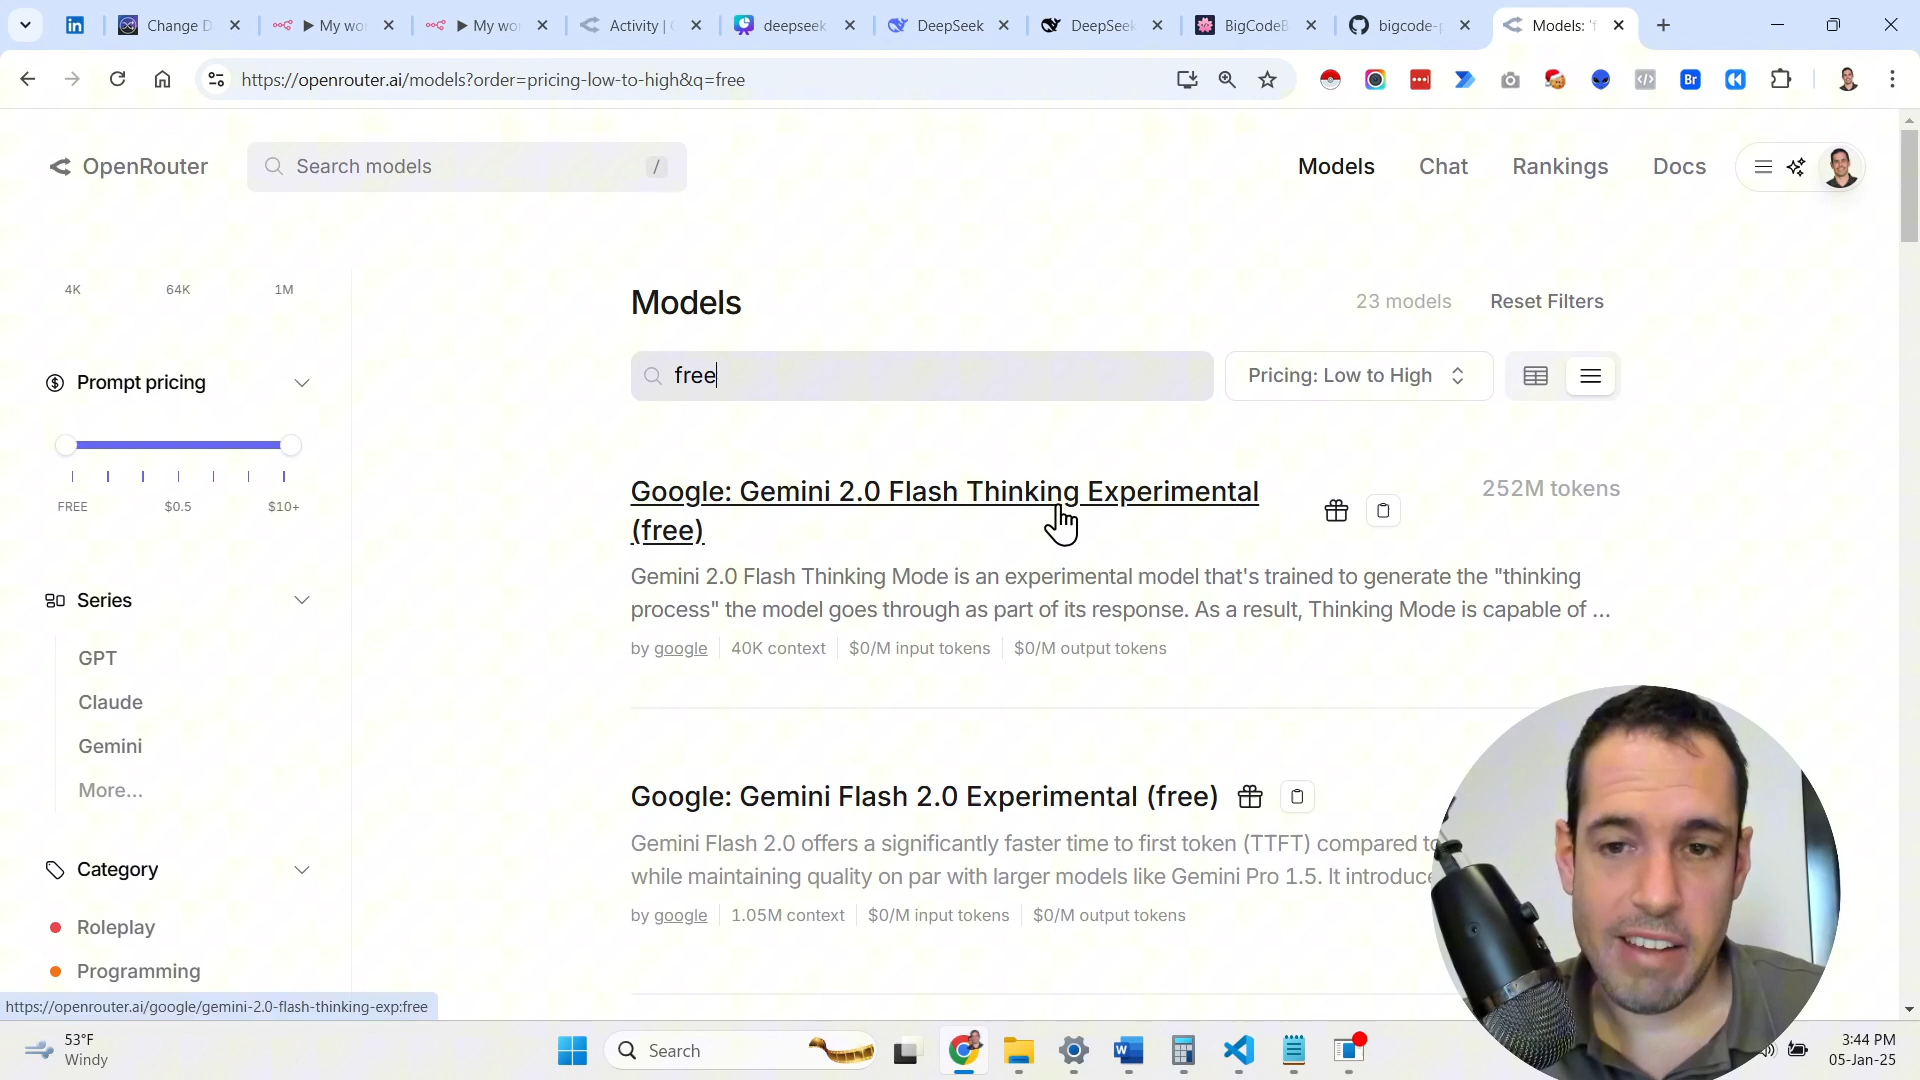 Change D
My wo
My wo
Activity | (
deepseek
DeepSeek
DeepSeek
BigCodeB
bigcode-p
Models: 'f
https://openrouter.ai/models?order=pricing-low-to-high&q=free
Br
OpenRouter
Search models
/
Models
Chat
Rankings
Docs
4K
64K
1M
Prompt pricing
FREE
$0.5
$10+
Series
GPT
Claude
Gemini
More...
Category
Roleplay
Programming
Models
23 models
Reset Filters
free
Pricing: Low to High
Google: Gemini 2.0 Flash Thinking Experimental
(free)
252M tokens
Gemini 2.0 Flash Thinking Mode is an experimental model that's trained to generate the "thinking
process" the model goes through as part of its response. As a result, Thinking Mode is capable of ...
by google
40K context
$0/M input tokens
$0/M output tokens
Google: Gemini Flash 2.0 Experimental (free)
Gemini Flash 2.0 offers a significantly faster time to first token (TTFT) compared
while maintaining quality on par with larger models like Gemini Pro 1.5. It introduce
by google
1.05M context
$0/M input tokens
$0/M output tokens
https://openrouter.ai/google/gemini-2.0-flash-thinking-exp:free
53°F
Windy
Search
3:44 PM
05-Jan-25